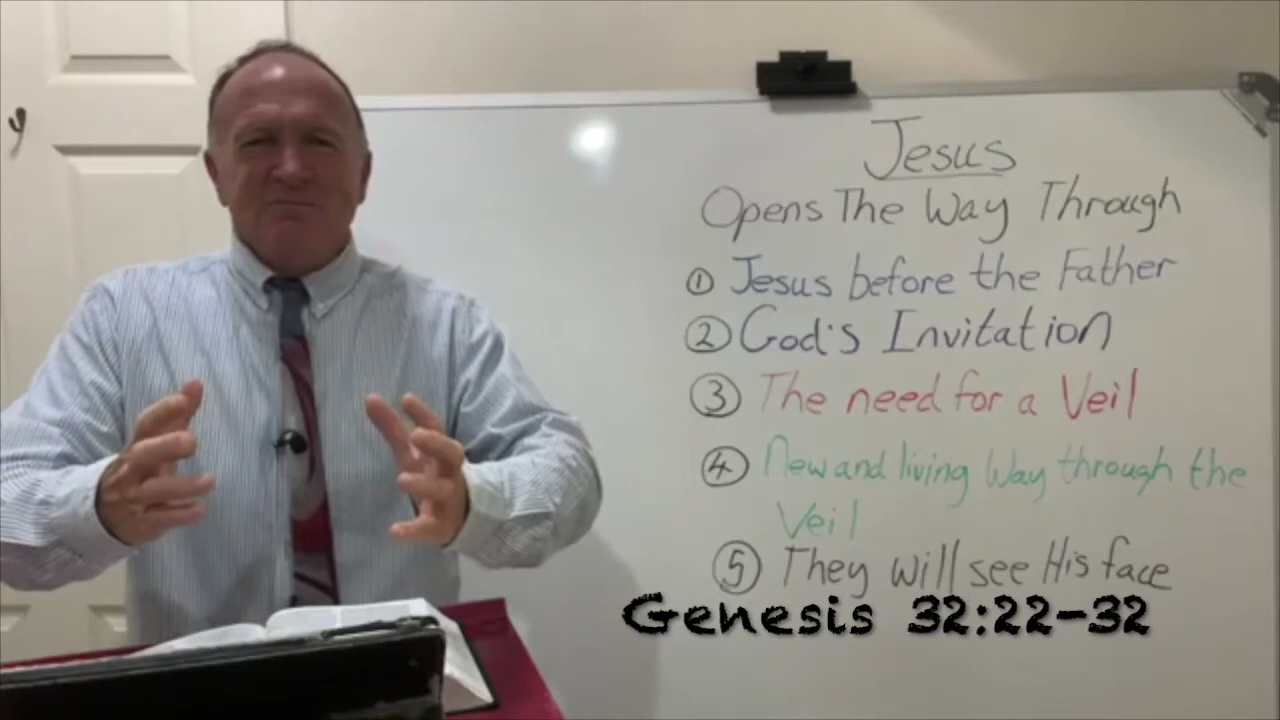 Jesus
Opens The Way Through
① Jesus before the Father
② God's Invitation
③ The need for a Veil
④ New and living Way through the
Veil
⑤ They will see His face
Genesis 32:22-32